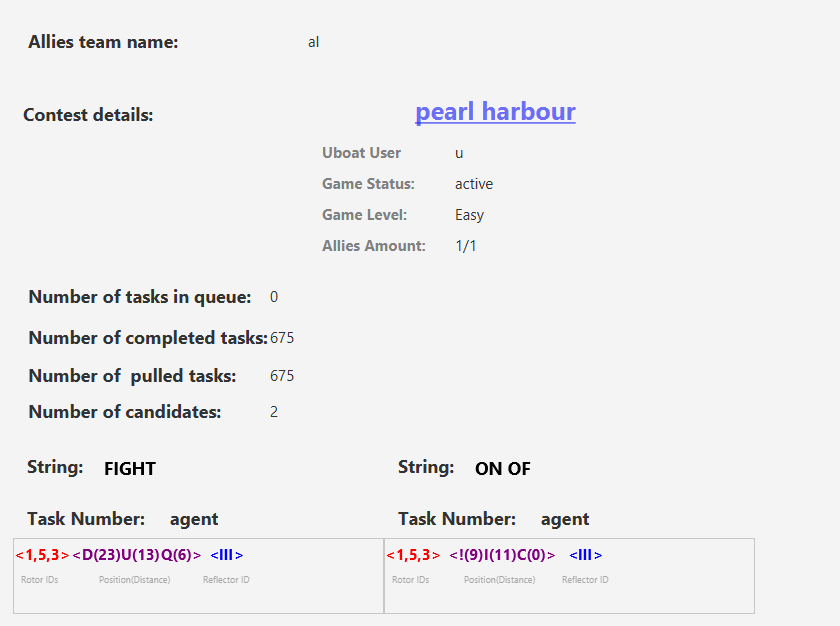 Allies team name: al
Contest details: pearl harbour
Uboat User u
Game Status: active
Game Level: Easy
Allies Amount: 1/1
Number of tasks in queue: 0
Number of completed tasks: 675
Number of pulled tasks: 675
Number of candidates: 2
String: FIGHT String: ON OF
Task Number: agent Task Number: agent
<1,5,3> <D(23)U(13)Q(6)> <III> <1,5,3> <!(9)I(11)C(0)> <III>
Rotor IDs Position(Distance) Reflector ID Rotor IDs Position(Distance) Reflector ID